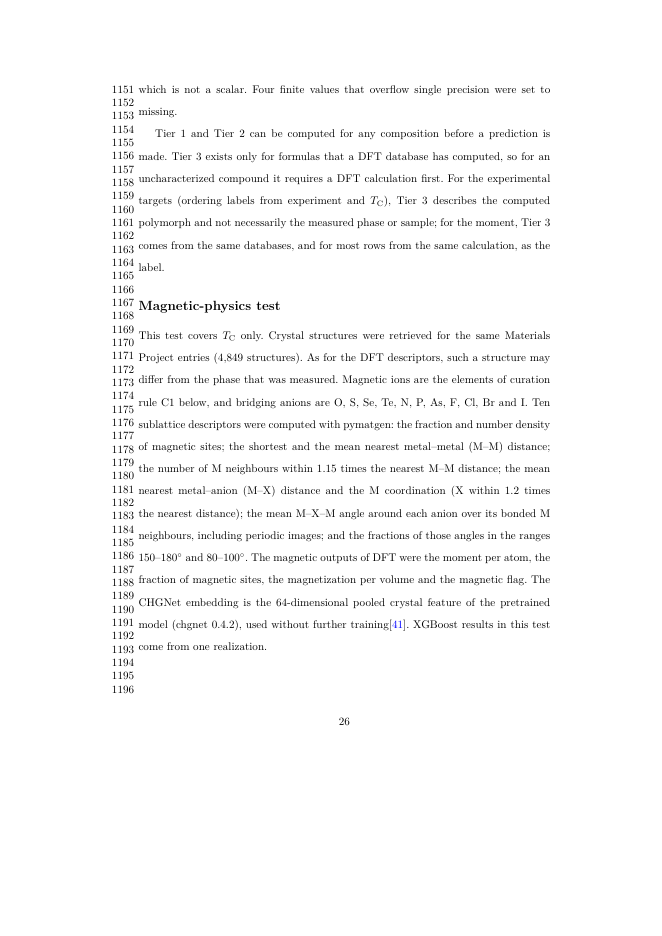 1151 which is not a scalar. Four finite values that overflow single precision were set to
1152
1153 missing.
1154 Tier 1 and Tier 2 can be computed for any composition before a prediction is
1155
1156 made. Tier 3 exists only for formulas that a DFT database has computed, so for an
1157
1158 uncharacterized compound it requires a DFT calculation first. For the experimental
1159 targets (ordering labels from experiment and T_C), Tier 3 describes the computed
1160
1161 polymorph and not necessarily the measured phase or sample; for the moment, Tier 3
1162
1163 comes from the same databases, and for most rows from the same calculation, as the
1164 label.
1165
1166
1167 Magnetic-physics test
1168
1169 This test covers T_C only. Crystal structures were retrieved for the same Materials
1170
1171 Project entries (4,849 structures). As for the DFT descriptors, such a structure may
1172
1173 differ from the phase that was measured. Magnetic ions are the elements of curation
1174 rule C1 below, and bridging anions are O, S, Se, Te, N, P, As, F, Cl, Br and I. Ten
1175
1176 sublattice descriptors were computed with pymatgen: the fraction and number density
1177
1178 of magnetic sites; the shortest and the mean nearest metal–metal (M–M) distance;
1179 the number of M neighbours within 1.15 times the nearest M–M distance; the mean
1180
1181 nearest metal–anion (M–X) distance and the M coordination (X within 1.2 times
1182
1183 the nearest distance); the mean M–X–M angle around each anion over its bonded M
1184 neighbours, including periodic images; and the fractions of those angles in the ranges
1185
1186 150–180° and 80–100°. The magnetic outputs of DFT were the moment per atom, the
1187
1188 fraction of magnetic sites, the magnetization per volume and the magnetic flag. The
1189 CHGNet embedding is the 64-dimensional pooled crystal feature of the pretrained
1190
1191 model (chgnet 0.4.2), used without further training[41]. XGBoost results in this test
1192
1193 come from one realization.
1194
1195
1196
26